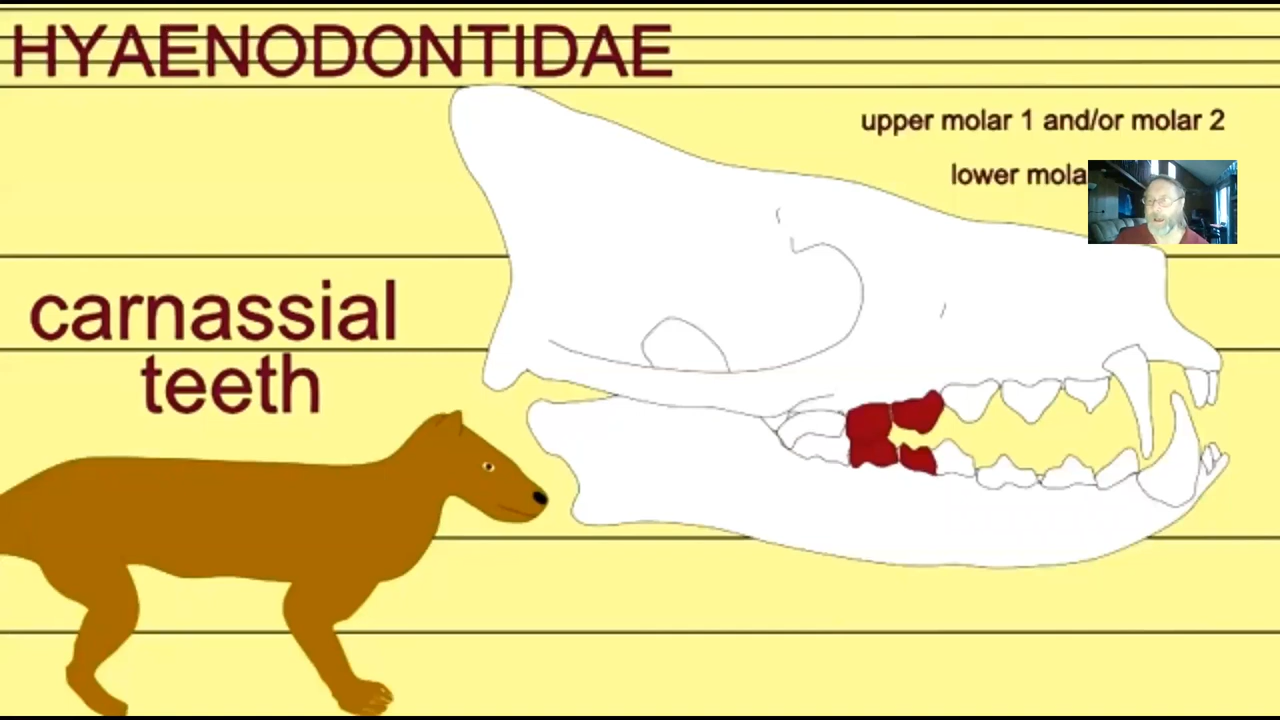 HYAENODONTIDAE
upper molar 1 and/or molar 2
lower mola
carnassial
teeth